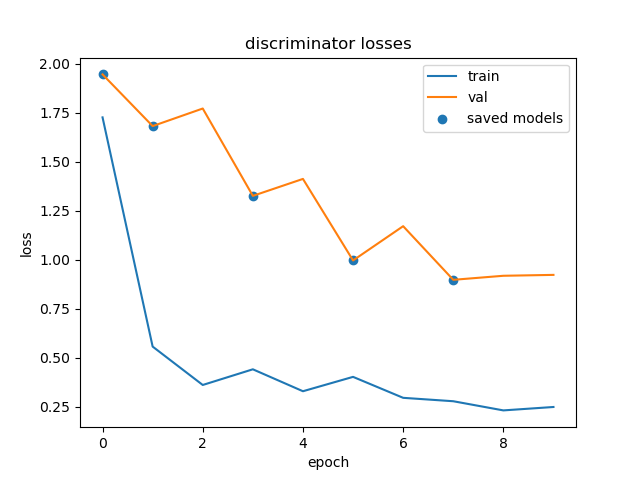 discriminator losses
2.00
1.75
1.50
1.25
1.00
0.75
0.50
0.25
loss
train
val
saved models
0 2 4 6 8
epoch